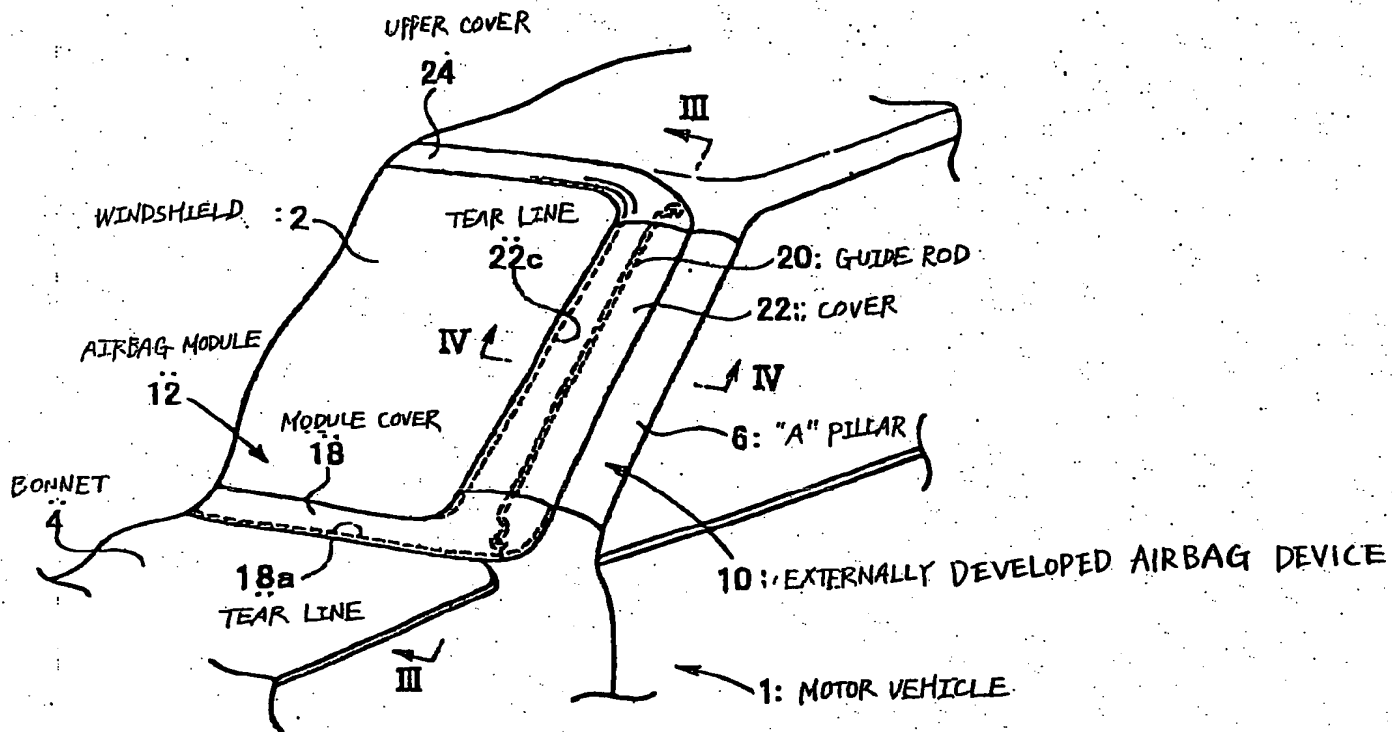 UPPER COVER
24
III
WINDSHIELD : 2
TEAR LINE
22c
20: GUIDE ROD
22:: COVER
AIRBAG MODULE
12
IV
IV
MODULE COVER
18
6: "A" PILLAR
BONNET
4
18a
TEAR LINE
10: EXTERNALLY DEVELOPED AIRBAG DEVICE
III
1: MOTOR VEHICLE